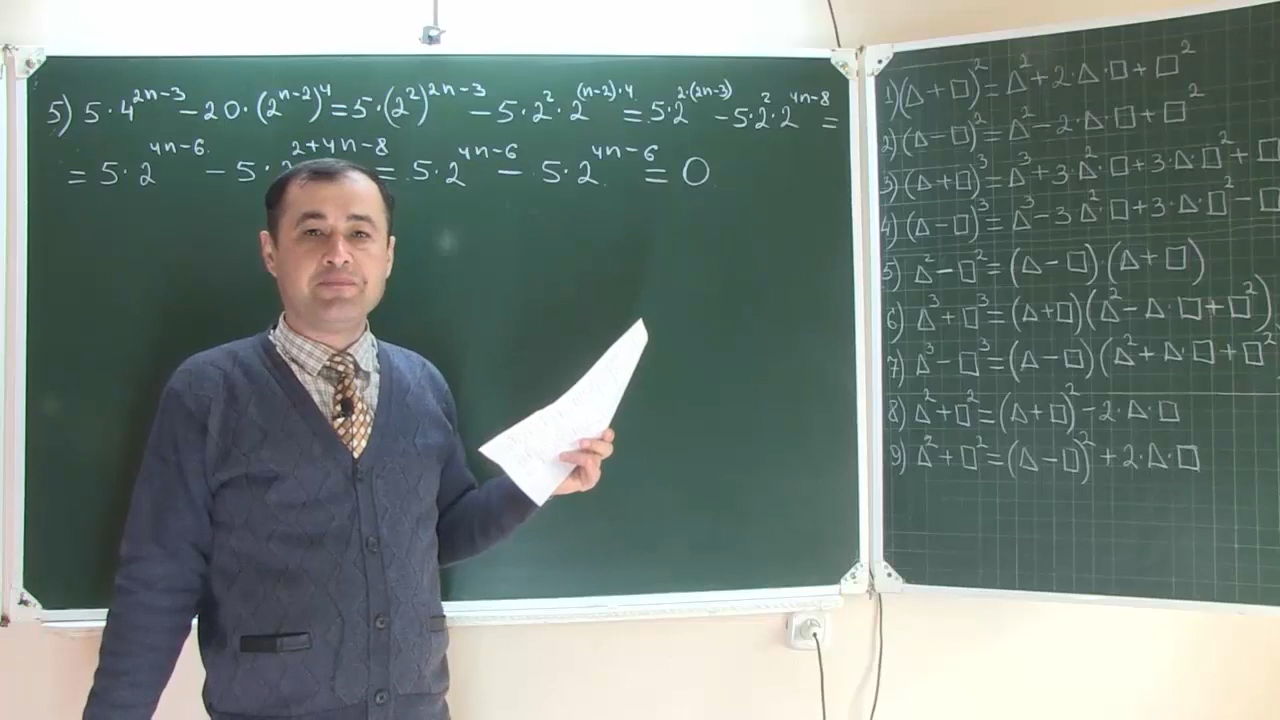 5) 5·4^{2n-3} - 20·(2^{n-2})^4 = 5·(2^2)^{2n-3} - 5·2^2·2^{(n-2)·4} = 5·2^{2·(2n-3)} - 5·2^2·2^{4n-8} =
= 5·2^{4n-6} - 5· ^{2+4n-8} = 5·2^{4n-6} - 5·2^{4n-6} = 0
1) (△ + □)^2 = △^2 + 2·△·□ + □^2
2) (△ - □)^2 = △^2 - 2·△·□ + □^2
3) (△ + □)^3 = △^3 + 3△^2·□ + 3·△·□^2 + □
4) (△ - □)^3 = △^3 - 3△^2·□ + 3·△·□^2 - □
5) △^2 - □^2 = (△ - □)·(△ + □)
6) △^3 + □^3 = (△ + □)(△^2 - △·□ + □^2)
7) △^3 - □^3 = (△ - □)(△^2 + △·□ + □^2
8) △^2 + □^2 = (△ + □)^2 - 2·△·□
9) △^2 + □^2 = (△ - □)^2 + 2·△·□